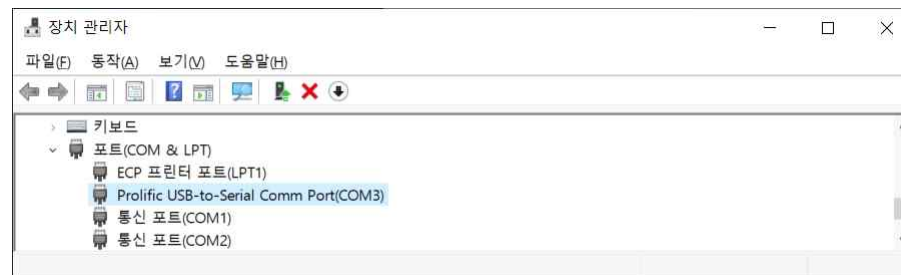 장치 관리자
파일(F) 동작(A) 보기(V) 도움말(H)
키보드
포트(COM & LPT)
ECP 프린터 포트(LPT1)
Prolific USB-to-Serial Comm Port(COM3)
통신 포트(COM1)
통신 포트(COM2)